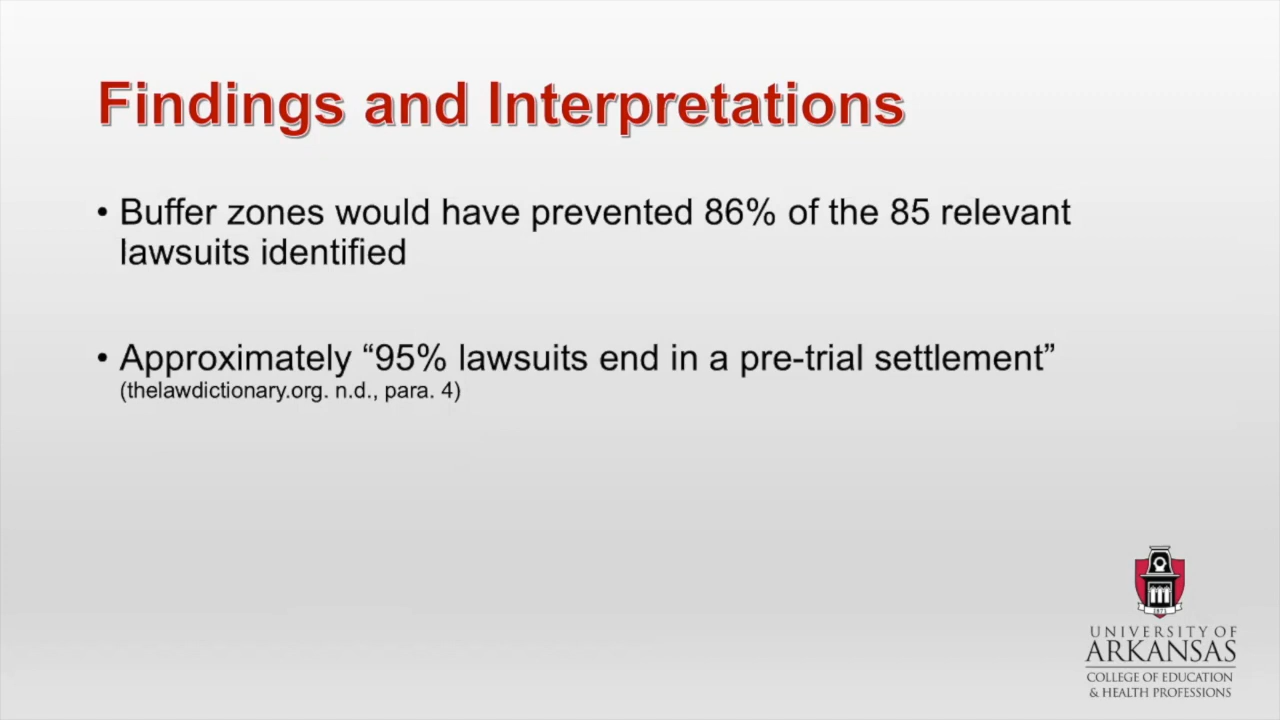 Findings and Interpretations
• Buffer zones would have prevented 86% of the 85 relevant
lawsuits identified
• Approximately “95% lawsuits end in a pre-trial settlement”
(thelawdictionary.org. n.d., para. 4)
1871
UNIVERSITY OF
ARKANSAS
COLLEGE OF EDUCATION
& HEALTH PROFESSIONS